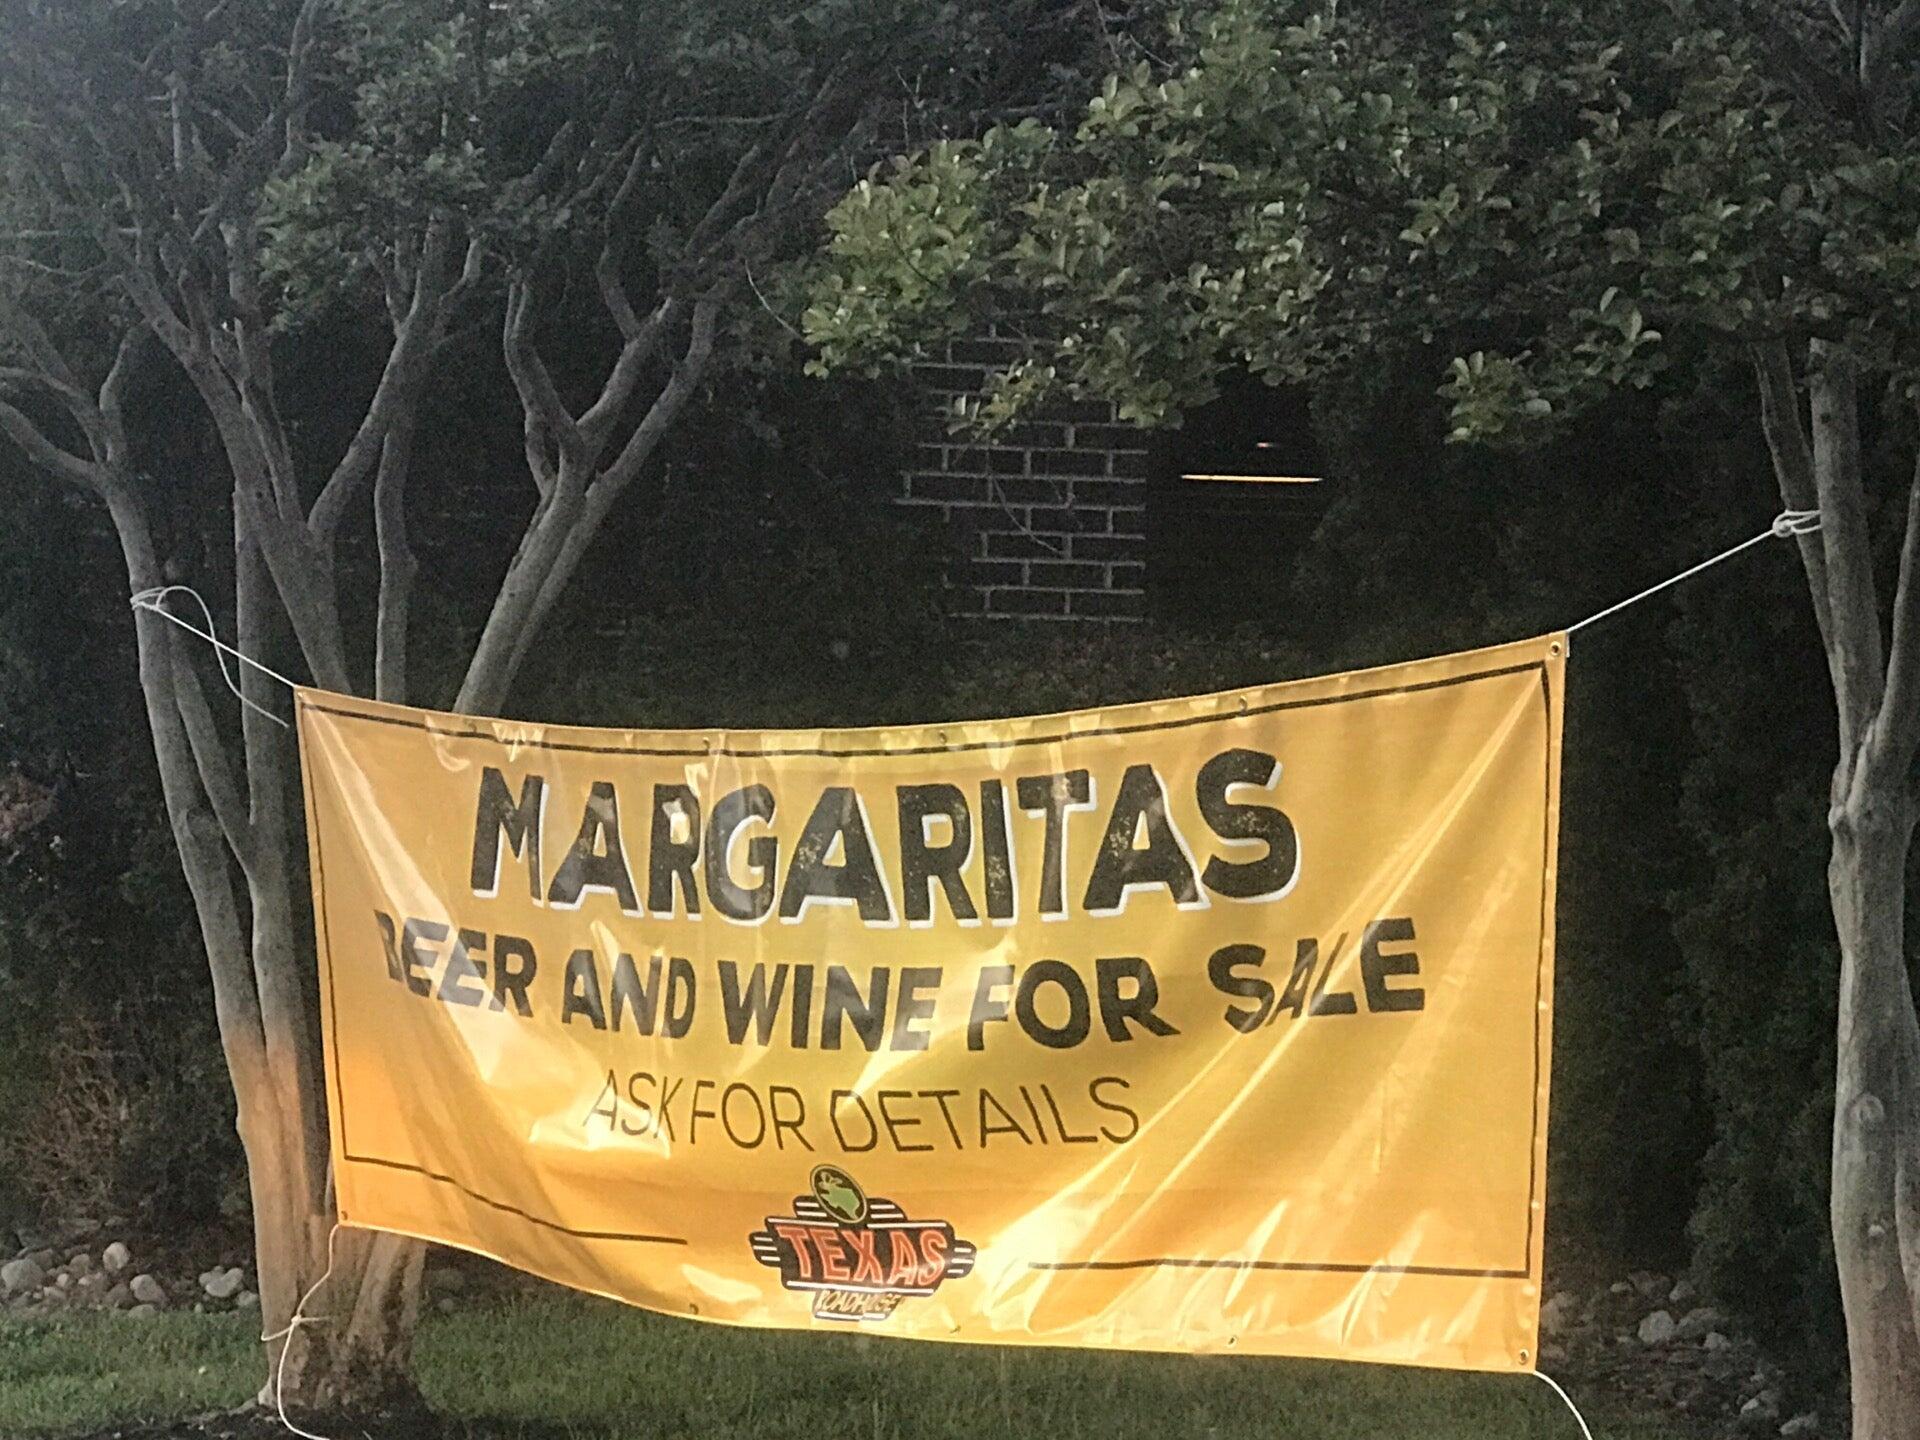 MARGARITAS
BEER AND WINE FOR SALE
ASK FOR DETAILS
TEXAS
ROADHOUSE